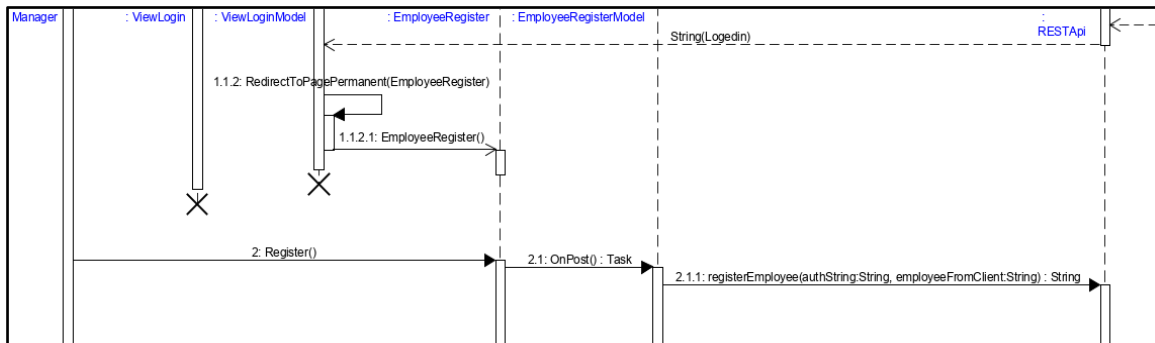 Manager
: ViewLogin
: ViewLoginModel
: EmployeeRegister
: EmployeeRegisterModel
:
RESTApi
String(Logedin)
1.1.2: RedirectToPagePermanent(EmployeeRegister)
1.1.2.1: EmployeeRegister()
2: Register()
2.1: OnPost() : Task
2.1.1: registerEmployee(authString:String, employeeFromClient:String) : String